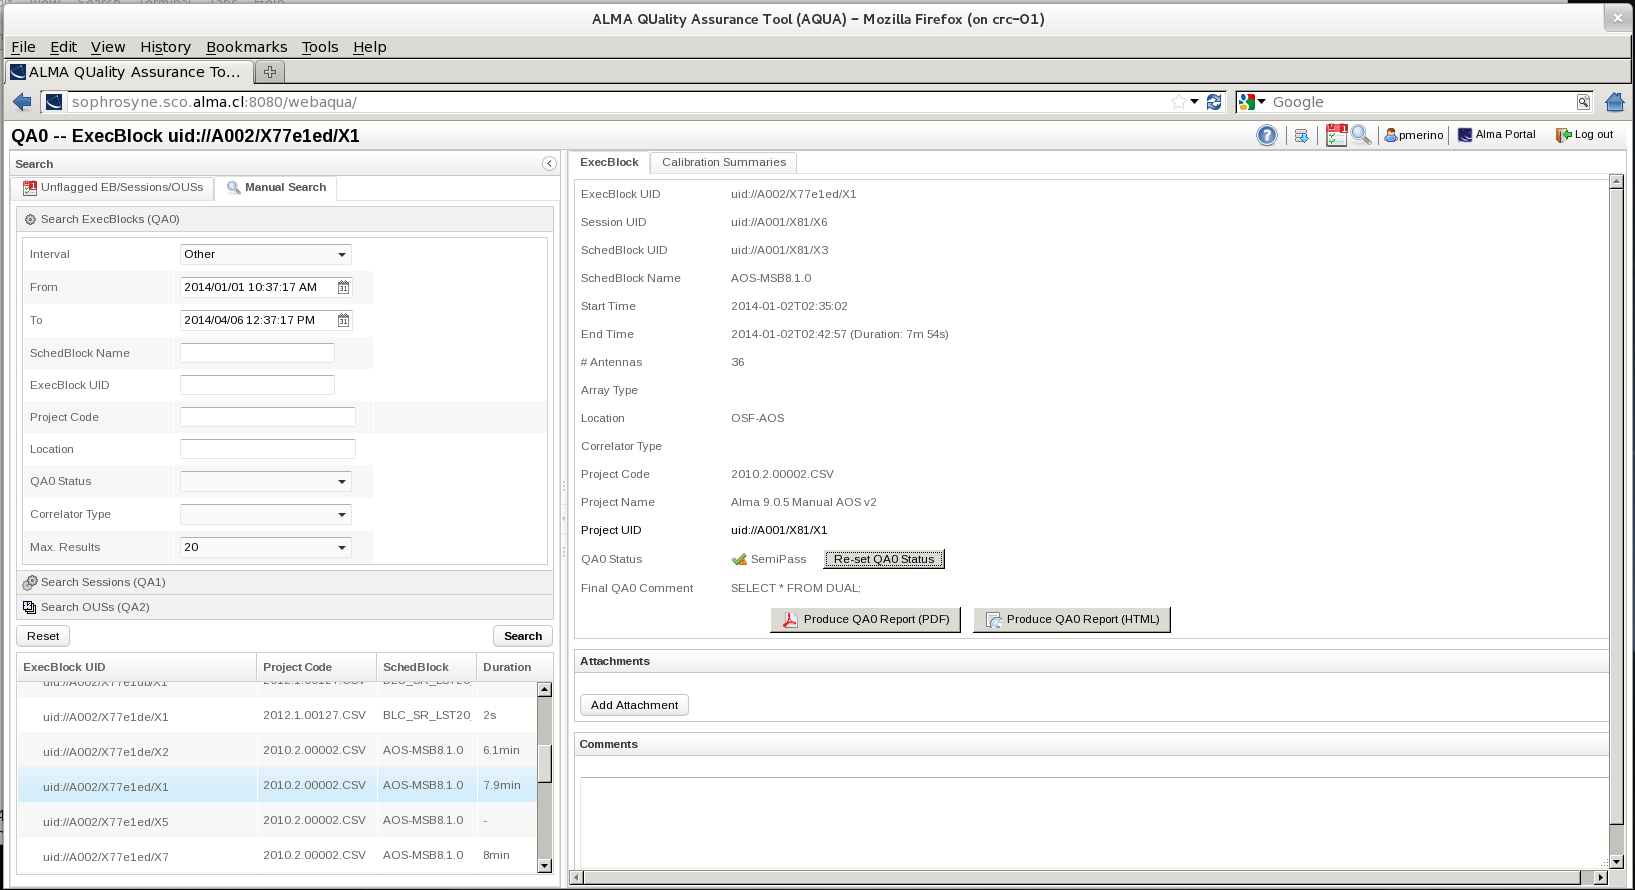 ALMA QUality Assurance Tool (AQUA) - Mozilla Firefox (on crc-01)
File Edit View History Bookmarks Tools Help
ALMA QUality Assurance To...
sophrosyne.sco.alma.cl:8080/webaqua/
Google
QA0 -- ExecBlock uid://A002/X77e1ed/X1
pmerino
Alma Portal
Log out
Search
Unflagged EB/Sessions/OUSs
Manual Search
Search ExecBlocks (QA0)
Interval Other
From 2014/01/01 10:37:17 AM
To 2014/04/06 12:37:17 PM
SchedBlock Name
ExecBlock UID
Project Code
Location
QA0 Status
Correlator Type
Max. Results 20
Search Sessions (QA1)
Search OUSs (QA2)
Reset Search
ExecBlock UID Project Code SchedBlock Duration
uid://A002/X77e1de/X1 2012.1.00127.CSV BLC_SR_LST20 2s
uid://A002/X77e1de/X2 2010.2.00002.CSV AOS-MSB8.1.0 6.1min
uid://A002/X77e1ed/X1 2010.2.00002.CSV AOS-MSB8.1.0 7.9min
uid://A002/X77e1ed/X5 2010.2.00002.CSV AOS-MSB8.1.0 -
uid://A002/X77e1ed/X7 2010.2.00002.CSV AOS-MSB8.1.0 8min
ExecBlock Calibration Summaries
ExecBlock UID uid://A002/X77e1ed/X1
Session UID uid://A001/X81/X6
SchedBlock UID uid://A001/X81/X3
SchedBlock Name AOS-MSB8.1.0
Start Time 2014-01-02T02:35:02
End Time 2014-01-02T02:42:57 (Duration: 7m 54s)
# Antennas 36
Array Type
Location OSF-AOS
Correlator Type
Project Code 2010.2.00002.CSV
Project Name Alma 9.0.5 Manual AOS v2
Project UID uid://A001/X81/X1
QA0 Status SemiPass Re-set QA0 Status
Final QA0 Comment SELECT * FROM DUAL;
Produce QA0 Report (PDF) Produce QA0 Report (HTML)
Attachments
Add Attachment
Comments